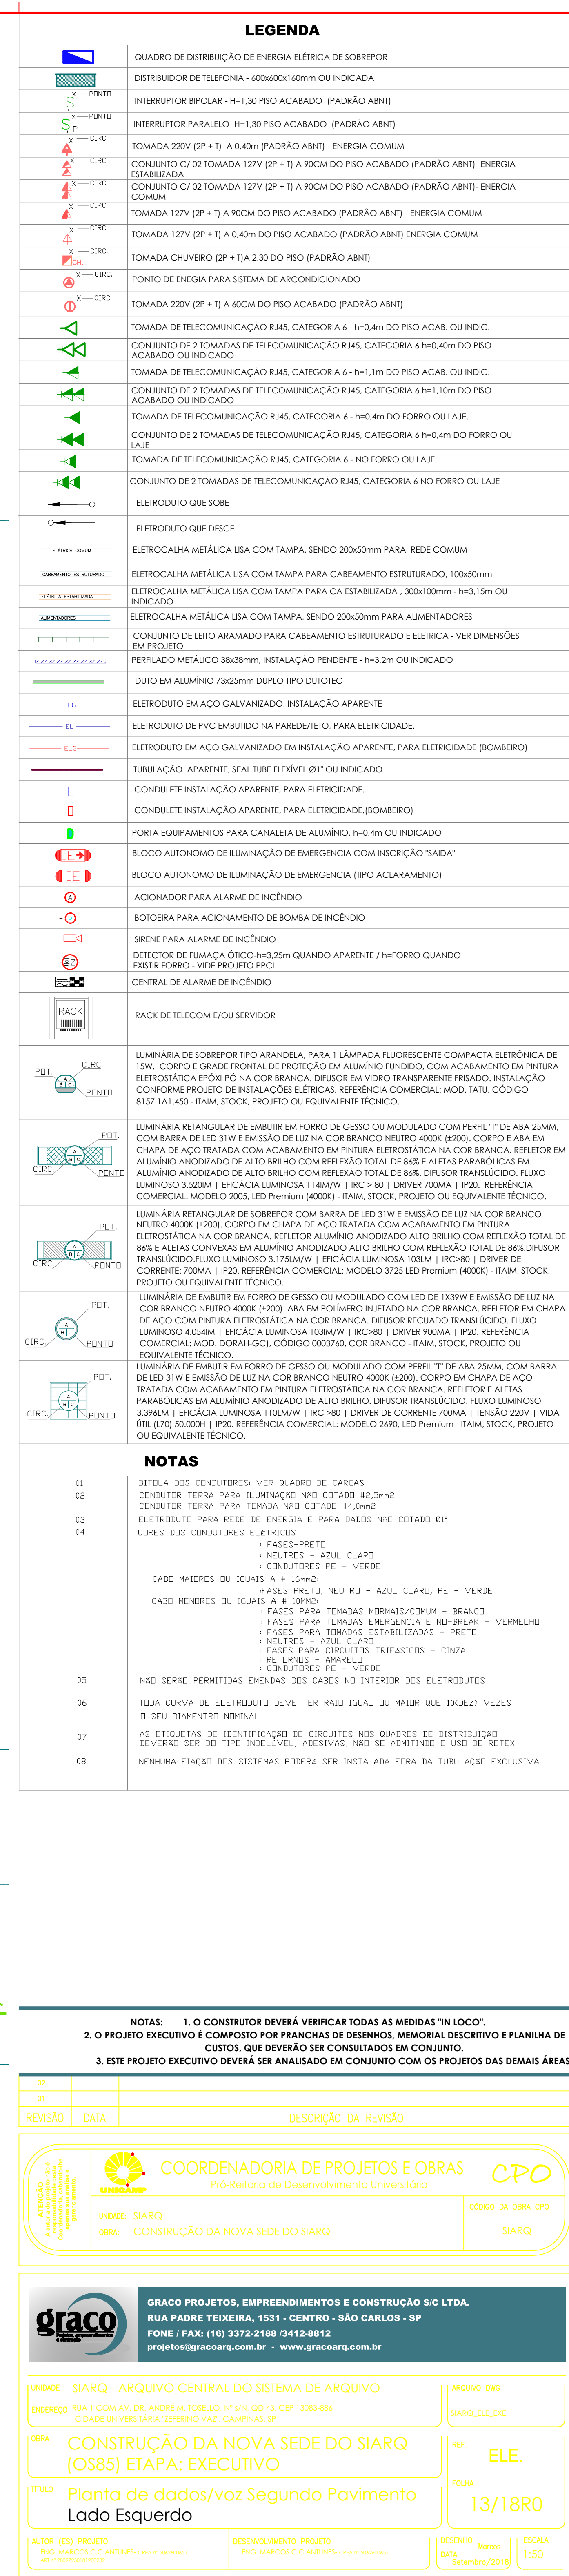 LEGENDA
QUADRO DE DISTRIBUIÇÃO DE ENERGIA ELÉTRICA DE SOBREPOR
DISTRIBUIDOR DE TELEFONIA - 600x600x160mm OU INDICADA
X PONTO
S
INTERRUPTOR BIPOLAR - H=1,30 PISO ACABADO (PADRÃO ABNT)
X PONTO
S P
INTERRUPTOR PARALELO- H=1,30 PISO ACABADO (PADRÃO ABNT)
X CIRC.
TOMADA 220V (2P + T) A 0,40m (PADRÃO ABNT) - ENERGIA COMUM
X CIRC.
CONJUNTO C/ 02 TOMADA 127V (2P + T) A 90CM DO PISO ACABADO (PADRÃO ABNT)- ENERGIA
ESTABILIZADA
X CIRC.
CONJUNTO C/ 02 TOMADA 127V (2P + T) A 90CM DO PISO ACABADO (PADRÃO ABNT)- ENERGIA
COMUM
X CIRC.
TOMADA 127V (2P + T) A 90CM DO PISO ACABADO (PADRÃO ABNT) - ENERGIA COMUM
X CIRC.
TOMADA 127V (2P + T) A 0,40m DO PISO ACABADO (PADRÃO ABNT) ENERGIA COMUM
X CIRC.
CH.
TOMADA CHUVEIRO (2P + T)A 2,30 DO PISO (PADRÃO ABNT)
X CIRC.
PONTO DE ENEGIA PARA SISTEMA DE ARCONDICIONADO
X CIRC.
TOMADA 220V (2P + T) A 60CM DO PISO ACABADO (PADRÃO ABNT)
TOMADA DE TELECOMUNICAÇÃO RJ45, CATEGORIA 6 - h=0,4m DO PISO ACAB. OU INDIC.
CONJUNTO DE 2 TOMADAS DE TELECOMUNICAÇÃO RJ45, CATEGORIA 6 h=0,40m DO PISO
ACABADO OU INDICADO
TOMADA DE TELECOMUNICAÇÃO RJ45, CATEGORIA 6 - h=1,1m DO PISO ACAB. OU INDIC.
CONJUNTO DE 2 TOMADAS DE TELECOMUNICAÇÃO RJ45, CATEGORIA 6 h=1,10m DO PISO
ACABADO OU INDICADO
TOMADA DE TELECOMUNICAÇÃO RJ45, CATEGORIA 6 - h=0,4m DO FORRO OU LAJE.
CONJUNTO DE 2 TOMADAS DE TELECOMUNICAÇÃO RJ45, CATEGORIA 6 h=0,4m DO FORRO OU
LAJE
TOMADA DE TELECOMUNICAÇÃO RJ45, CATEGORIA 6 - NO FORRO OU LAJE.
CONJUNTO DE 2 TOMADAS DE TELECOMUNICAÇÃO RJ45, CATEGORIA 6 NO FORRO OU LAJE
ELETRODUTO QUE SOBE
ELETRODUTO QUE DESCE
ELÉTRICA COMUM
ELETROCALHA METÁLICA LISA COM TAMPA, SENDO 200x50mm PARA REDE COMUM
CABEAMENTO ESTRUTURADO
ELETROCALHA METÁLICA LISA COM TAMPA PARA CABEAMENTO ESTRUTURADO, 100x50mm
ELÉTRICA ESTABILIZADA
ELETROCALHA METÁLICA LISA COM TAMPA PARA CA ESTABILIZADA , 300x100mm - h=3,15m OU
INDICADO
ALIMENTADORES
ELETROCALHA METÁLICA LISA COM TAMPA, SENDO 200x50mm PARA ALIMENTADORES
CONJUNTO DE LEITO ARAMADO PARA CABEAMENTO ESTRUTURADO E ELETRICA - VER DIMENSÕES
EM PROJETO
PERFILADO METÁLICO 38x38mm, INSTALAÇÃO PENDENTE - h=3,2m OU INDICADO
DUTO EM ALUMÍNIO 73x25mm DUPLO TIPO DUTOTEC
ELG
ELETRODUTO EM AÇO GALVANIZADO, INSTALAÇÃO APARENTE
EL
ELETRODUTO DE PVC EMBUTIDO NA PAREDE/TETO, PARA ELETRICIDADE.
ELG
ELETRODUTO EM AÇO GALVANIZADO EM INSTALAÇÃO APARENTE, PARA ELETRICIDADE (BOMBEIRO)
TUBULAÇÃO APARENTE, SEAL TUBE FLEXÍVEL Ø1" OU INDICADO
CONDULETE INSTALAÇÃO APARENTE, PARA ELETRICIDADE.
CONDULETE INSTALAÇÃO APARENTE, PARA ELETRICIDADE.(BOMBEIRO)
PORTA EQUIPAMENTOS PARA CANALETA DE ALUMÍNIO, h=0,4m OU INDICADO
IE
BLOCO AUTONOMO DE ILUMINAÇÃO DE EMERGENCIA COM INSCRIÇÃO "SAIDA"
IE
BLOCO AUTONOMO DE ILUMINAÇÃO DE EMERGENCIA (TIPO ACLARAMENTO)
A
ACIONADOR PARA ALARME DE INCÊNDIO
BOTOEIRA PARA ACIONAMENTO DE BOMBA DE INCÊNDIO
SIRENE PARA ALARME DE INCÊNDIO
DETECTOR DE FUMAÇA ÓTICO-h=3,25m QUANDO APARENTE / h=FORRO QUANDO
EXISTIR FORRO - VIDE PROJETO PPCI
CENTRAL DE ALARME DE INCÊNDIO
RACK
RACK DE TELECOM E/OU SERVIDOR
POT. CIRC.
A B C
PONTO
LUMINÁRIA DE SOBREPOR TIPO ARANDELA, PARA 1 LÂMPADA FLUORESCENTE COMPACTA ELETRÔNICA DE
15W. CORPO E GRADE FRONTAL DE PROTEÇÃO EM ALUMÍNIO FUNDIDO, COM ACABAMENTO EM PINTURA
ELETROSTÁTICA EPÓXI-PÓ NA COR BRANCA. DIFUSOR EM VIDRO TRANSPARENTE FRISADO. INSTALAÇÃO
CONFORME PROJETO DE INSTALAÇÕES ELÉTRICAS. REFERÊNCIA COMERCIAL: MOD. TATU, CÓDIGO
8157.1A1.450 - ITAIM, STOCK, PROJETO OU EQUIVALENTE TÉCNICO.
POT.
A B C
CIRC. PONTO
LUMINÁRIA RETANGULAR DE EMBUTIR EM FORRO DE GESSO OU MODULADO COM PERFIL "T" DE ABA 25MM,
COM BARRA DE LED 31W E EMISSÃO DE LUZ NA COR BRANCO NEUTRO 4000K (±200). CORPO E ABA EM
CHAPA DE AÇO TRATADA COM ACABAMENTO EM PINTURA ELETROSTÁTICA NA COR BRANCA. REFLETOR EM
ALUMÍNIO ANODIZADO DE ALTO BRILHO COM REFLEXÃO TOTAL DE 86% E ALETAS PARABÓLICAS EM
ALUMÍNIO ANODIZADO DE ALTO BRILHO COM REFLEXÃO TOTAL DE 86%. DIFUSOR TRANSLÚCIDO. FLUXO
LUMINOSO 3.520lM | EFICÁCIA LUMINOSA 114lM/W | IRC > 80 | DRIVER 700MA | IP20. REFERÊNCIA
COMERCIAL: MODELO 2005, LED Premium (4000K) - ITAIM, STOCK, PROJETO OU EQUIVALENTE TÉCNICO.
POT.
A B C
CIRC. PONTO
LUMINÁRIA RETANGULAR DE SOBREPOR COM BARRA DE LED 31W E EMISSÃO DE LUZ NA COR BRANCO
NEUTRO 4000K (±200). CORPO EM CHAPA DE AÇO TRATADA COM ACABAMENTO EM PINTURA
ELETROSTÁTICA NA COR BRANCA. REFLETOR ALUMÍNIO ANODIZADO ALTO BRILHO COM REFLEXÃO TOTAL DE
86% E ALETAS CONVEXAS EM ALUMÍNIO ANODIZADO ALTO BRILHO COM REFLEXÃO TOTAL DE 86%.DIFUSOR
TRANSLÚCIDO.FLUXO LUMINOSO 3.175LM/W | EFICÁCIA LUMINOSA 103LM | IRC>80 | DRIVER DE
CORRENTE: 700MA | IP20. REFERÊNCIA COMERCIAL: MODELO 3725 LED Premium (4000K) - ITAIM, STOCK,
PROJETO OU EQUIVALENTE TÉCNICO.
POT.
A B C
CIRC. PONTO
LUMINÁRIA DE EMBUTIR EM FORRO DE GESSO OU MODULADO COM LED DE 1X39W E EMISSÃO DE LUZ NA
COR BRANCO NEUTRO 4000K (±200). ABA EM POLÍMERO INJETADO NA COR BRANCA. REFLETOR EM CHAPA
DE AÇO COM PINTURA ELETROSTÁTICA NA COR BRANCA. DIFUSOR RECUADO TRANSLÚCIDO. FLUXO
LUMINOSO 4.054lM | EFICÁCIA LUMINOSA 103lM/W | IRC>80 | DRIVER 900MA | IP20. REFERÊNCIA
COMERCIAL: MOD. DORAH-GC). CÓDIGO 0003760, COR BRANCO - ITAIM, STOCK, PROJETO OU
EQUIVALENTE TÉCNICO.
POT.
A B C
CIRC. PONTO
LUMINÁRIA DE EMBUTIR EM FORRO DE GESSO OU MODULADO COM PERFIL "T" DE ABA 25MM, COM BARRA
DE LED 31W E EMISSÃO DE LUZ NA COR BRANCO NEUTRO 4000K (±200). CORPO EM CHAPA DE AÇO
TRATADA COM ACABAMENTO EM PINTURA ELETROSTÁTICA NA COR BRANCA. REFLETOR E ALETAS
PARABÓLICAS EM ALUMÍNIO ANODIZADO DE ALTO BRILHO. DIFUSOR TRANSLÚCIDO. FLUXO LUMINOSO
3.396LM | EFICÁCIA LUMINOSA 110LM/W | IRC >80 | DRIVER DE CORRENTE 700MA | TENSÃO 220V | VIDA
ÚTIL (L70) 50.000H | IP20. REFERÊNCIA COMERCIAL: MODELO 2690, LED Premium - ITAIM, STOCK, PROJETO
OU EQUIVALENTE TÉCNICO.
NOTAS
01 BITOLA DOS CONDUTORES: VER QUADRO DE CARGAS
02 CONDUTOR TERRA PARA ILUMINAÇÃO NÃO COTADO #2,5mm2
CONDUTOR TERRA PARA TOMADA NÃO COTADO #4,0mm2
03 ELETRODUTO PARA REDE DE ENERGIA E PARA DADOS NÃO COTADO Ø1"
04 CORES DOS CONDUTORES ELÉTRICOS:
: FASES-PRETO
: NEUTROS - AZUL CLARO
: CONDUTORES PE - VERDE
CABO MAIORES OU IGUAIS A # 16mm2:
:FASES PRETO, NEUTRO - AZUL CLARO, PE - VERDE
CABO MENORES OU IGUAIS A # 10MM2:
: FASES PARA TOMADAS MORMAIS/COMUM - BRANCO
: FASES PARA TOMADAS EMERGENCIA E NO-BREAK - VERMELHO
: FASES PARA TOMADAS ESTABILIZADAS - PRETO
: NEUTROS - AZUL CLARO
: FASES PARA CIRCUITOS TRIFÁSICOS - CINZA
: RETORNOS - AMARELO
: CONDUTORES PE - VERDE
05 NÃO SERÃO PERMITIDAS EMENDAS DOS CABOS NO INTERIOR DOS ELETRODUTOS
06 TODA CURVA DE ELETRODUTO DEVE TER RAIO IGUAL OU MAIOR QUE 10(DEZ) VEZES
O SEU DIAMENTRO NOMINAL
07 AS ETIQUETAS DE IDENTIFICAÇÃO DE CIRCUITOS NOS QUADROS DE DISTRIBUIÇÃO
DEVERÃO SER DO TIPO INDELÉVEL, ADESIVAS, NÃO SE ADMITINDO O USO DE ROTEX
08 NENHUMA FIAÇÃO DOS SISTEMAS PODERÁ SER INSTALADA FORA DA TUBULAÇÃO EXCLUSIVA
NOTAS: 1. O CONSTRUTOR DEVERÁ VERIFICAR TODAS AS MEDIDAS "IN LOCO".
2. O PROJETO EXECUTIVO É COMPOSTO POR PRANCHAS DE DESENHOS, MEMORIAL DESCRITIVO E PLANILHA DE
CUSTOS, QUE DEVERÃO SER CONSULTADOS EM CONJUNTO.
3. ESTE PROJETO EXECUTIVO DEVERÁ SER ANALISADO EM CONJUNTO COM OS PROJETOS DAS DEMAIS ÁREAS
02
01
REVISÃO DATA DESCRIÇÃO DA REVISÃO
ATENÇÃO
UNICAMP
COORDENADORIA DE PROJETOS E OBRAS
Pró-Reitoria de Desenvolvimento Universitário
CPO
UNIDADE: SIARQ
OBRA: CONSTRUÇÃO DA NOVA SEDE DO SIARQ
CÓDIGO DA OBRA CPO
SIARQ
graco
GRACO PROJETOS, EMPREENDIMENTOS E CONSTRUÇÃO S/C LTDA.
RUA PADRE TEIXEIRA, 1531 - CENTRO - SÃO CARLOS - SP
FONE / FAX: (16) 3372-2188 /3412-8812
projetos@gracoarq.com.br - www.gracoarq.com.br
UNIDADE SIARQ - ARQUIVO CENTRAL DO SISTEMA DE ARQUIVO
ENDEREÇO
ARQUIVO DWG
SIARQ_ELE_EXE
OBRA CONSTRUÇÃO DA NOVA SEDE DO SIARQ
(OS85) ETAPA: EXECUTIVO
REF.
ELE.
TÍTULO Planta de dados/voz Segundo Pavimento
Lado Esquerdo
FOLHA
13/18R0
AUTOR (ES) PROJETO
DESENVOLVIMENTO PROJETO
DESENHO
DATA
Setembro/2010
ESCALA
1:50